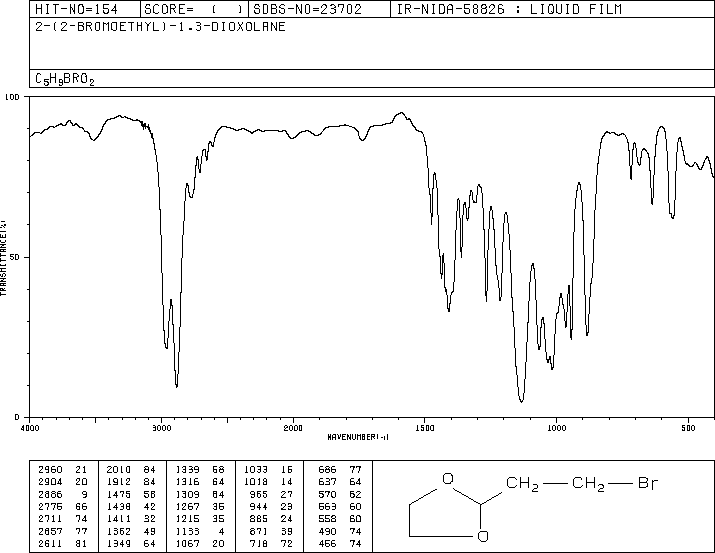 HIT-NO=154 SCORE= ( ) SDBS-NO=23702 IR-NIDA-58826 : LIQUID FILM
2-(2-BROMOETHYL)-1,3-DIOXOLANE
C5H9BRO2
100
50
0
TRANSMITTANCE(%)
4000 3000 2000 1500 1000 500
WAVENUMBER(-1)
2960 21 2010 84 1339 58 1033 16 686 77
2904 20 1912 84 1316 64 1018 14 637 64
2886 9 1475 58 1309 64 965 27 570 62
2775 66 1438 42 1267 35 944 23 563 60
2711 74 1411 32 1215 35 885 24 558 60
2657 77 1362 49 1133 4 871 39 490 74
2611 81 1349 64 1067 20 718 72 466 74
O CH2 CH2 Br
O